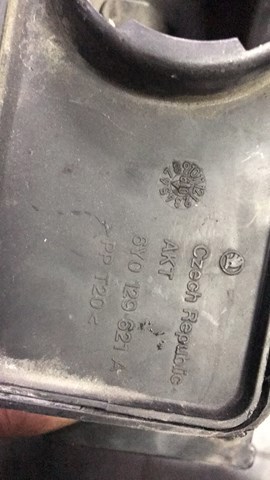 Czech Republic
AKT
6Y0 129 621 A
>PP T20<